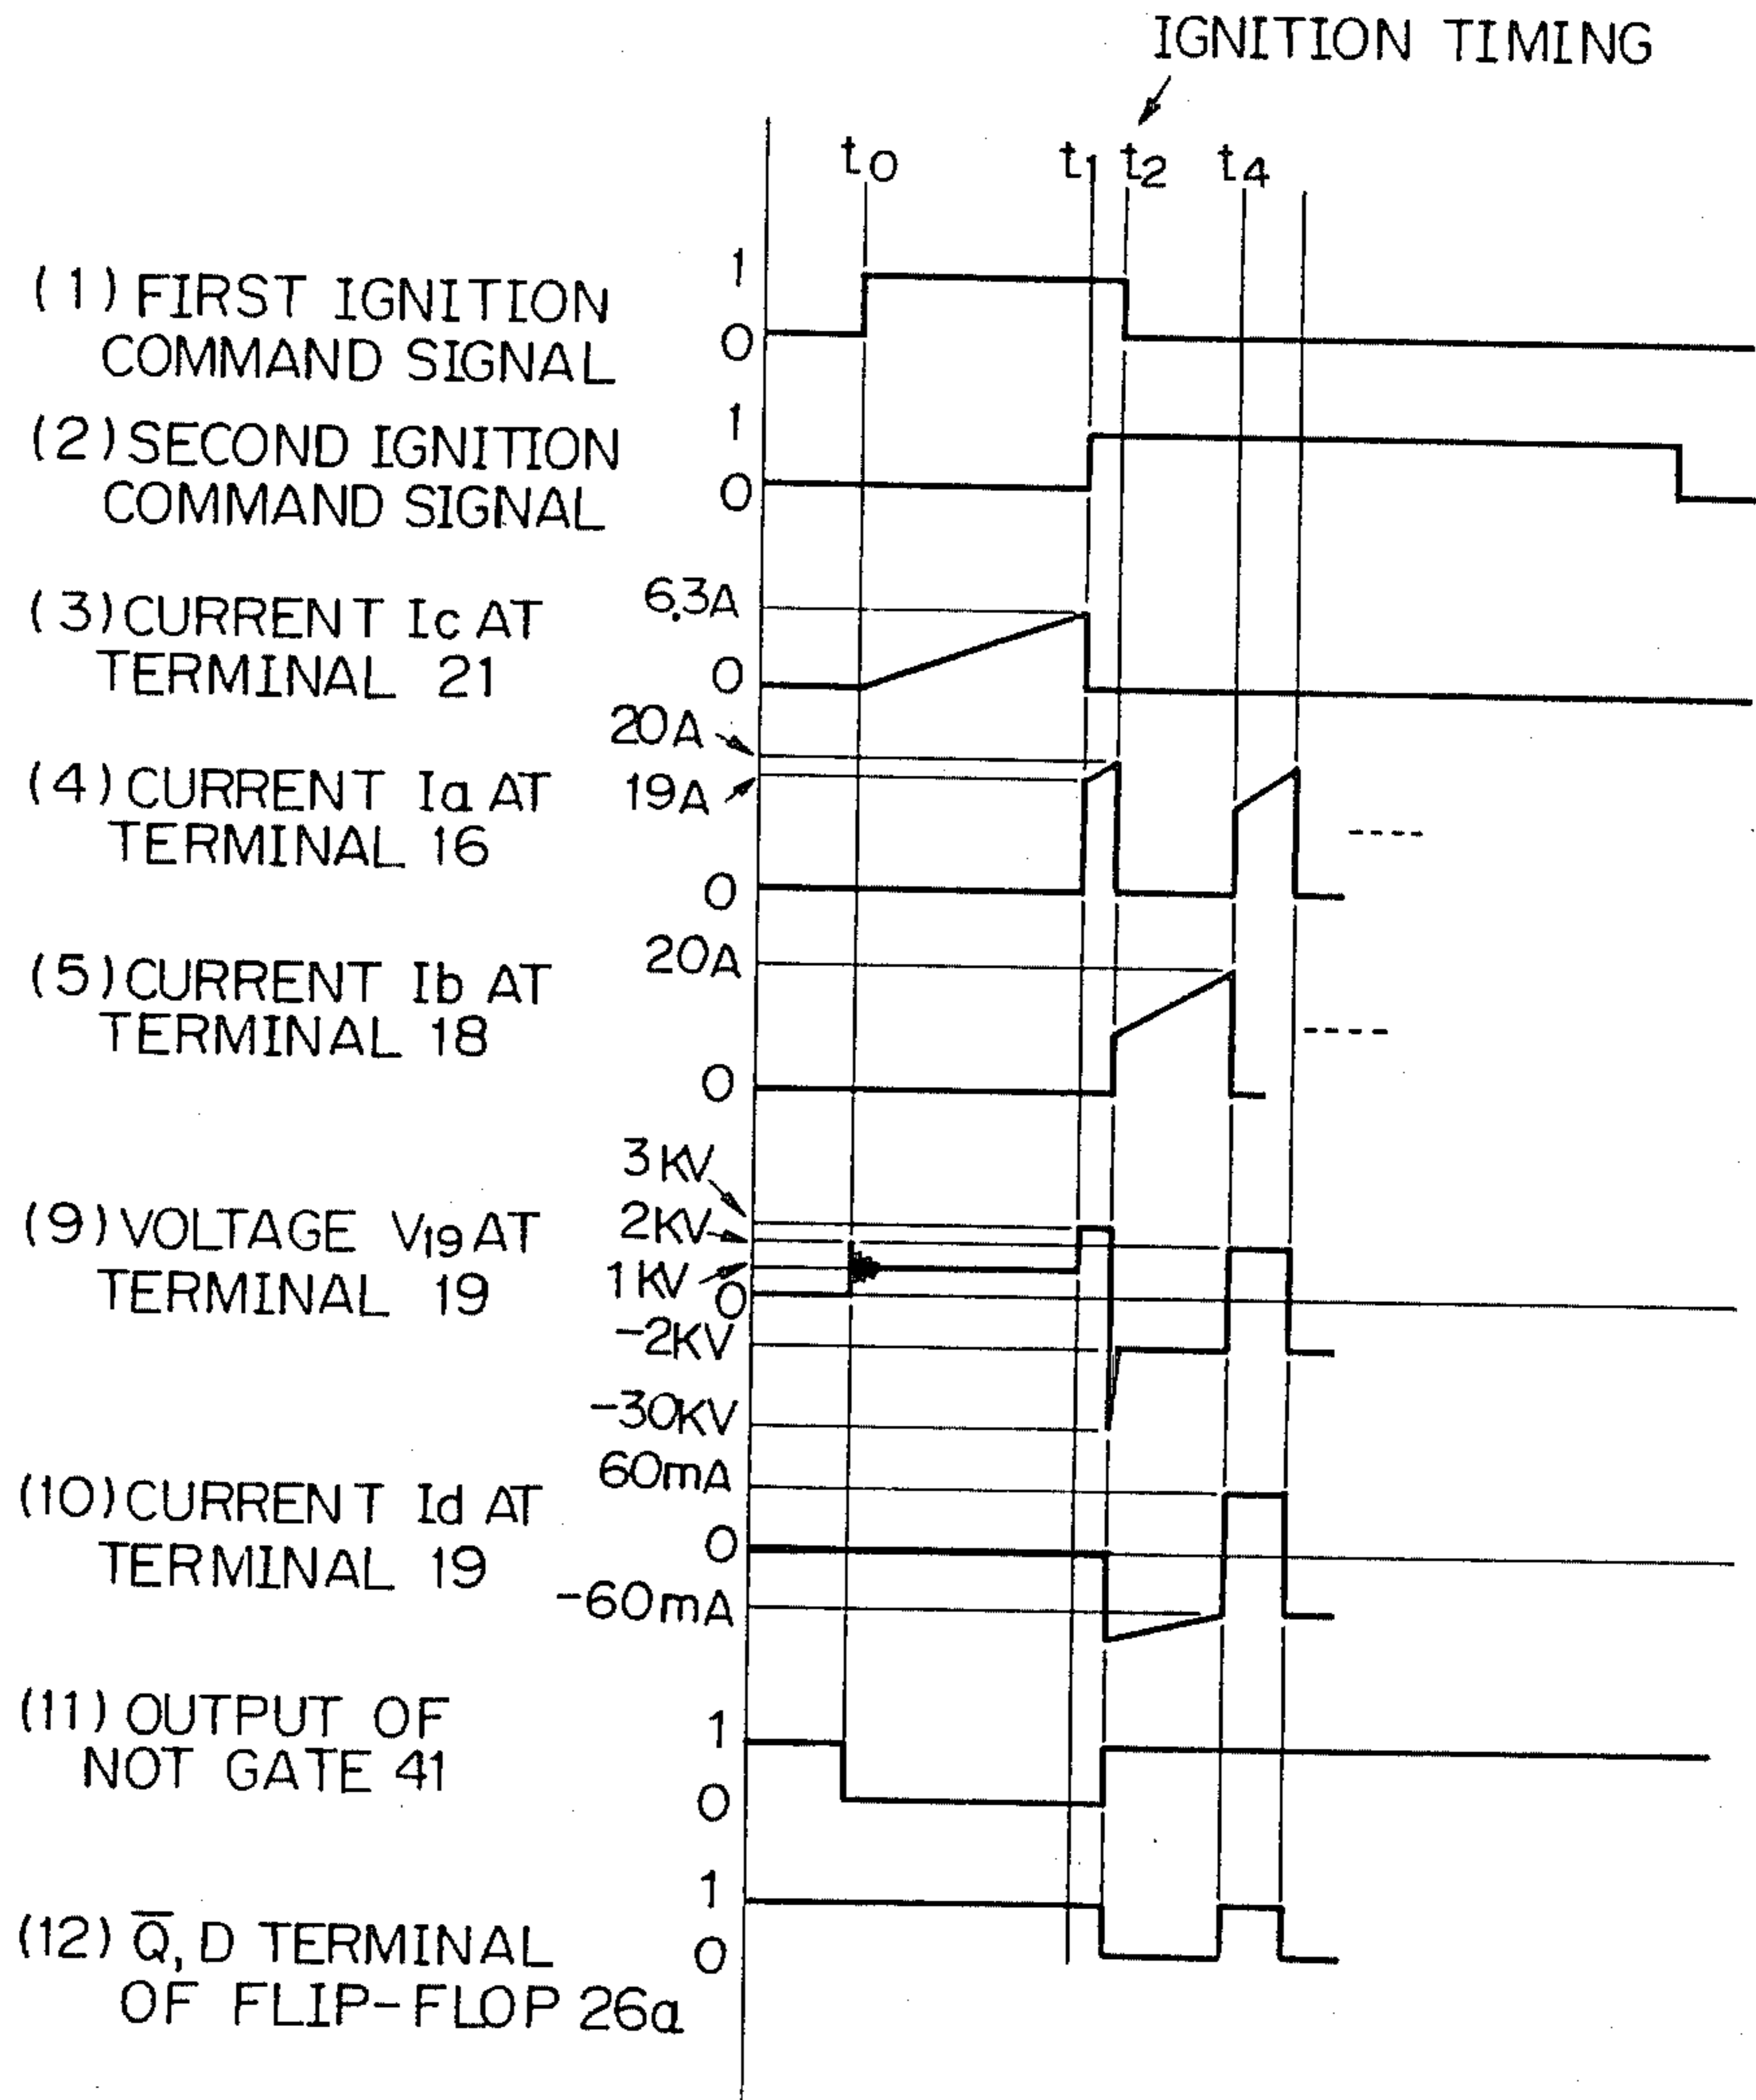 IGNITION TIMING
t0 t1 t2 t4
(1) FIRST IGNITION
COMMAND SIGNAL
1
0
(2) SECOND IGNITION
COMMAND SIGNAL
1
0
(3) CURRENT Ic AT
TERMINAL 21
6.3A
0
(4) CURRENT Ia AT
TERMINAL 16
20A
19A
0
(5) CURRENT Ib AT
TERMINAL 18
20A
0
(9) VOLTAGE V19 AT
TERMINAL 19
3KV
2KV
1KV
0
-2KV
-30KV
(10) CURRENT Id AT
TERMINAL 19
60mA
0
-60mA
(11) OUTPUT OF
NOT GATE 41
1
0
(12) Q̅, D TERMINAL
OF FLIP-FLOP 26a
1
0